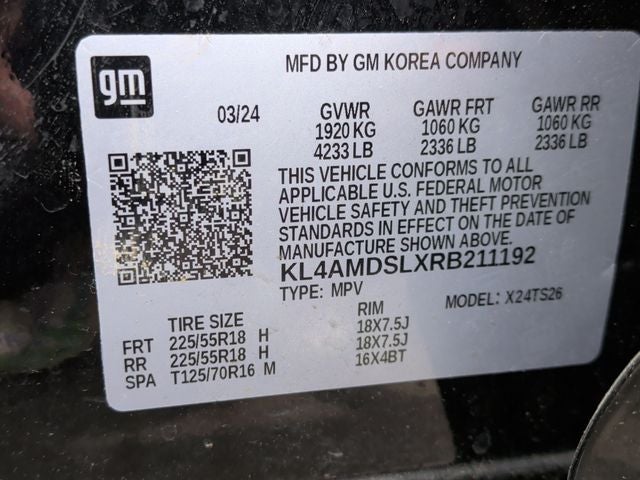 gm
MFD BY GM KOREA COMPANY
03/24 GVWR GAWR FRT GAWR RR
1920 KG 1060 KG 1060 KG
4233 LB 2336 LB 2336 LB
THIS VEHICLE CONFORMS TO ALL
APPLICABLE U.S. FEDERAL MOTOR
VEHICLE SAFETY AND THEFT PREVENTION
STANDARDS IN EFFECT ON THE DATE OF
MANUFACTURE SHOWN ABOVE.
KL4AMDSLXRB211192
TYPE: MPV MODEL: X24TS26
TIRE SIZE RIM
FRT 225/55R18 H 18X7.5J
RR 225/55R18 H 18X7.5J
SPA T125/70R16 M 16X4BT